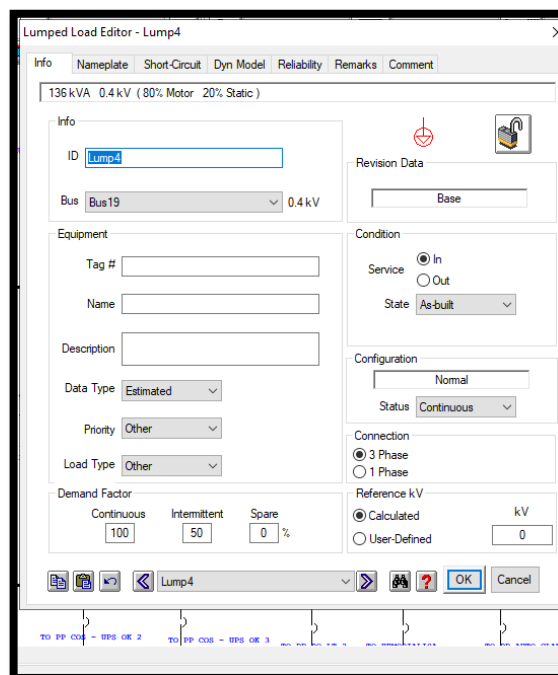 Lumped Load Editor - Lump4
Info Nameplate Short-Circuit Dyn Model Reliability Remarks Comment
136 kVA 0.4 kV ( 80% Motor 20% Static )
Info
ID Lump4
Bus Bus19 0.4 kV
Revision Data
Base
Equipment
Tag #
Name
Description
Data Type Estimated
Priority Other
Load Type Other
Condition
Service In
Out
State As-built
Configuration
Normal
Status Continuous
Connection
3 Phase
1 Phase
Demand Factor
Continuous Intermittent Spare
100 50 0 %
Reference kV
Calculated kV
User-Defined 0
Lump4 ? OK Cancel
TO PP COS - UPS OK 2 TO PP COS - UPS OK 3